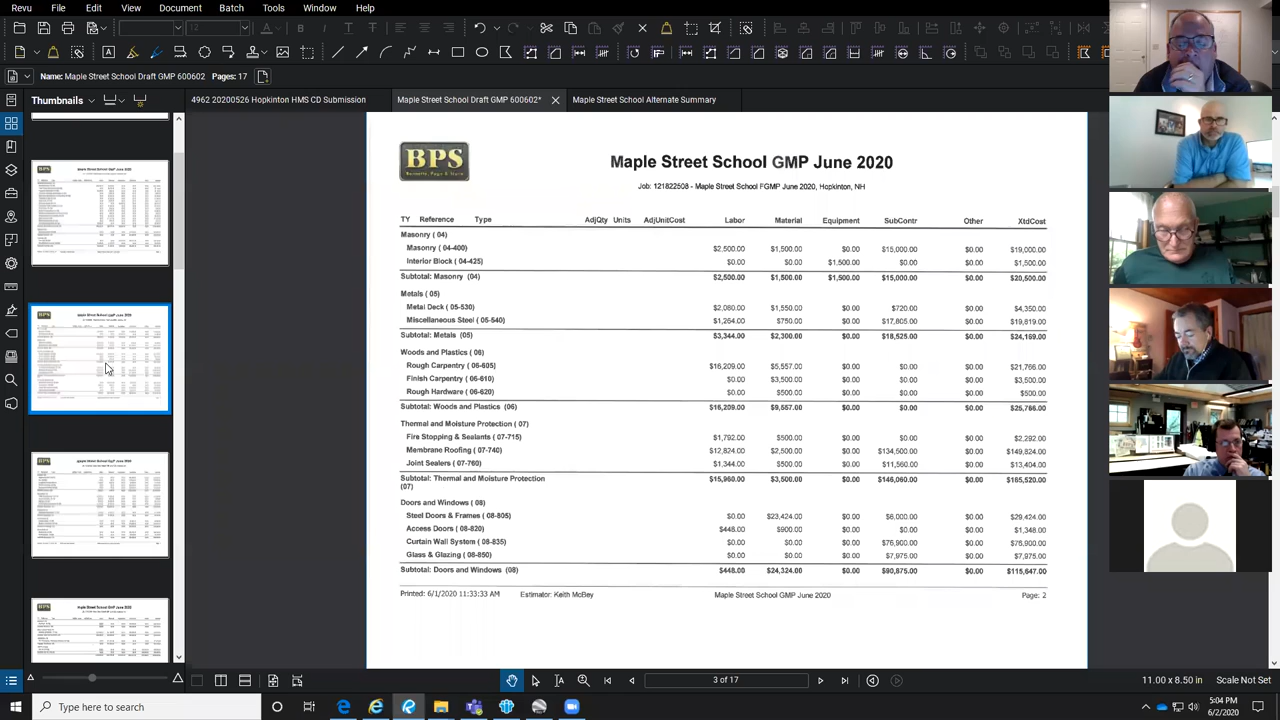 File Edit View Document Batch Tools Window Help
12
Name: Maple Street School Draft GMP 600602 Pages: 17
Thumbnails
4962 20200526 Hopkinton HMS CD Submission
Maple Street School Draft GMP 600602*
Maple Street School Alternate Summary
BPS
Maple Street School GMP June 2020
TY Reference Type AdjQty Units AdjUnitCost Labor Material Equipment SubContr Other XtdCost
Masonry ( 04)
Masonry ( 04-400) $2,500.00 $1,500.00 $0.00 $15,000.00 $0.00 $19,000.00
Interior Block ( 04-425) $0.00 $0.00 $1,500.00 $0.00 $0.00 $1,500.00
Subtotal: Masonry (04) $2,500.00 $1,500.00 $1,500.00 $15,000.00 $0.00 $20,500.00
Metals ( 05)
Metal Deck ( 05-530) $2,080.00 $1,550.00 $0.00 $720.00 $0.00 $4,350.00
Miscellaneous Steel ( 05-540) $1,264.00 $750.00 $0.00 $17,805.00 $0.00 $19,819.00
Subtotal: Metals (05) $3,344.00 $2,300.00 $0.00 $18,525.00 $0.00 $24,169.00
Woods and Plastics ( 06)
Rough Carpentry ( 06-605) $16,209.00 $5,557.00 $0.00 $0.00 $0.00 $21,766.00
Finish Carpentry ( 06-610) $0.00 $3,500.00 $0.00 $0.00 $0.00 $3,500.00
Rough Hardware ( 06-620) $0.00 $500.00 $0.00 $0.00 $0.00 $500.00
Subtotal: Woods and Plastics (06) $16,209.00 $9,557.00 $0.00 $0.00 $0.00 $25,766.00
Thermal and Moisture Protection ( 07)
Fire Stopping & Sealants ( 07-715) $1,792.00 $500.00 $0.00 $0.00 $0.00 $2,292.00
Membrane Roofing ( 07-740) $12,824.00 $2,500.00 $0.00 $134,500.00 $0.00 $149,824.00
Joint Sealers ( 07-760) $1,344.00 $500.00 $0.00 $11,560.00 $0.00 $13,404.00
Subtotal: Thermal and Moisture Protection $15,960.00 $3,500.00 $0.00 $146,060.00 $0.00 $165,520.00
(07)
Doors and Windows ( 08)
Steel Doors & Frames ( 08-805) $0.00 $23,424.00 $0.00 $6,000.00 $0.00 $29,424.00
Access Doors ( 08-820) $448.00 $900.00 $0.00 $0.00 $0.00 $1,348.00
Curtain Wall System ( 08-835) $0.00 $0.00 $0.00 $76,900.00 $0.00 $76,900.00
Glass & Glazing ( 08-850) $0.00 $0.00 $0.00 $7,975.00 $0.00 $7,975.00
Subtotal: Doors and Windows (08) $448.00 $24,324.00 $0.00 $90,875.00 $0.00 $115,647.00
Printed: 6/1/2020 11:33:33 AM Estimator: Keith McBey Maple Street School GMP June 2020 Page: 2
3 of 17
11.00 x 8.50 in
Scale Not Set
Type here to search
5:04 PM
6/2/2020